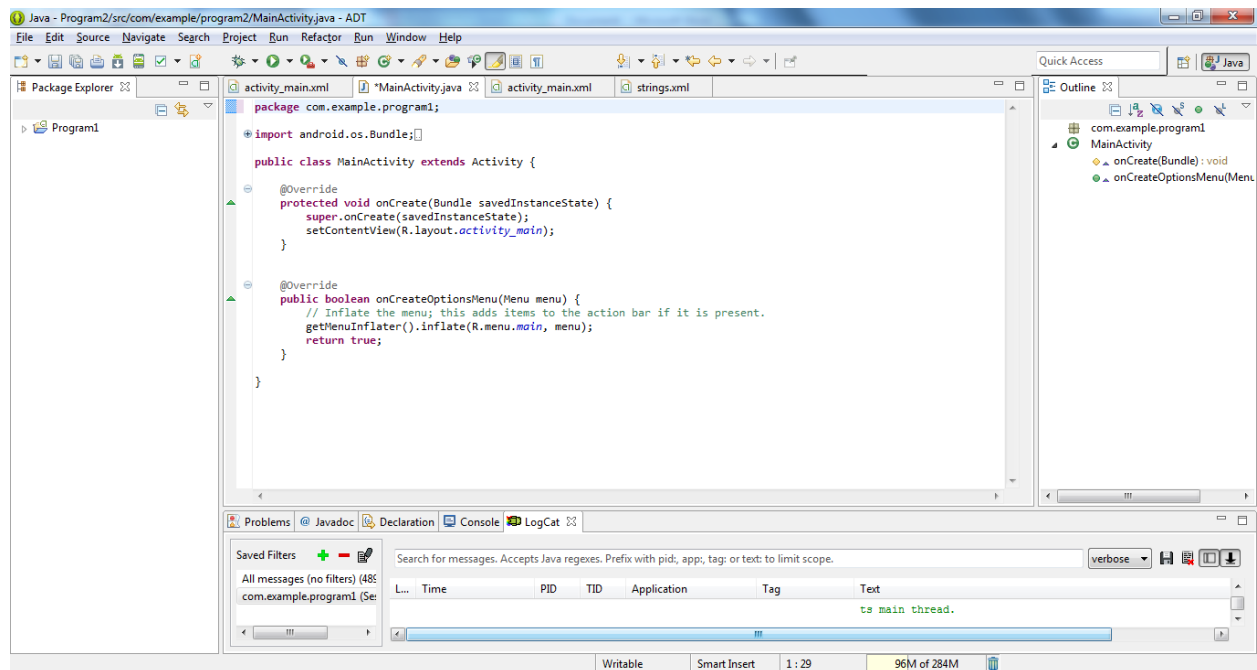 Java - Program2/src/com/example/program2/MainActivity.java - ADT
File Edit Source Navigate Search Project Run Refactor Run Window Help
Quick Access
Java
Package Explorer
activity_main.xml
*MainActivity.java
activity_main.xml
strings.xml
Outline
Program1
package com.example.program1;
import android.os.Bundle;
public class MainActivity extends Activity {
@Override
protected void onCreate(Bundle savedInstanceState) {
super.onCreate(savedInstanceState);
setContentView(R.layout.activity_main);
}
@Override
public boolean onCreateOptionsMenu(Menu menu) {
// Inflate the menu; this adds items to the action bar if it is present.
getMenuInflater().inflate(R.menu.main, menu);
return true;
}
}
com.example.program1
MainActivity
onCreate(Bundle) : void
onCreateOptionsMenu(Menu
Problems @ Javadoc Declaration Console LogCat
Saved Filters
All messages (no filters) (489
com.example.program1 (Ses
Search for messages. Accepts Java regexes. Prefix with pid:, app:, tag: or text: to limit scope.
verbose
L... Time PID TID Application Tag Text
ts main thread.
Writable Smart Insert 1 : 29 96M of 284M